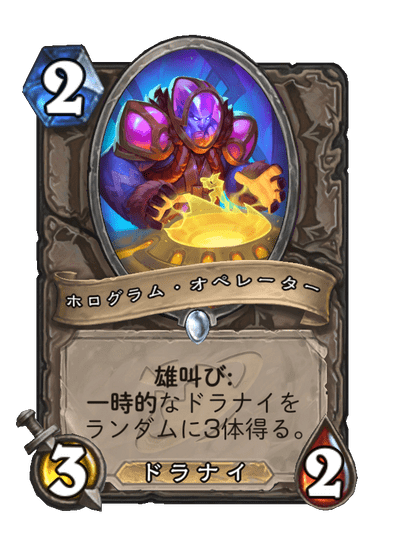 2
ホログラム・オペレーター
雄叫び:
一時的なドラナイを
ランダムに3体得る。
3
ドラナイ
2